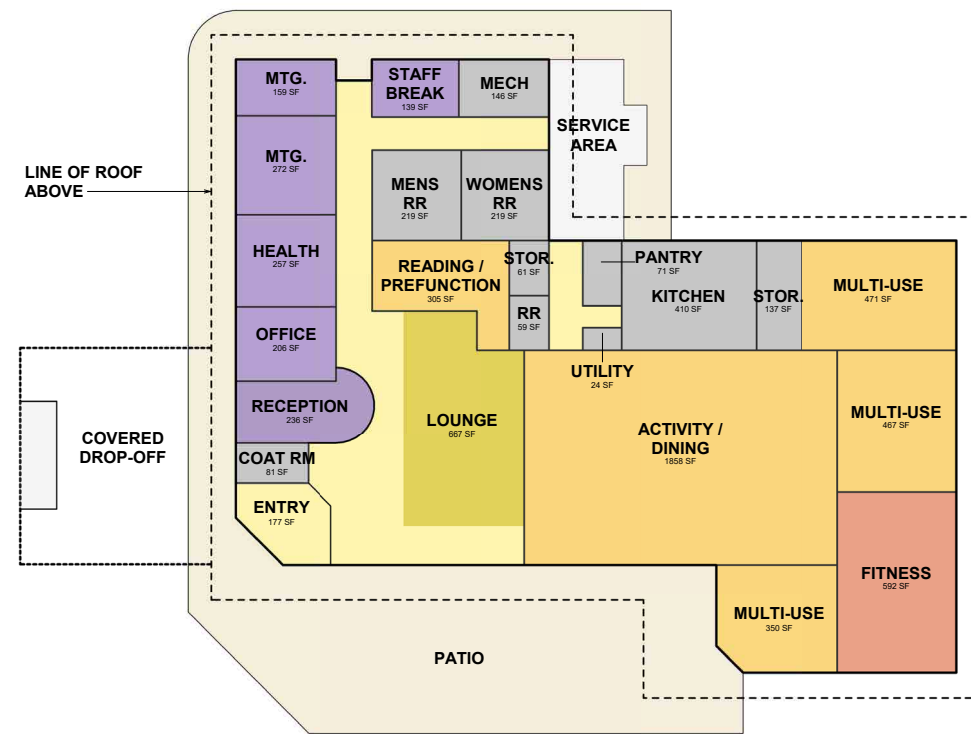 MTG.
159 SF
STAFF
BREAK
139 SF
MECH
146 SF
SERVICE
AREA
MTG.
272 SF
LINE OF ROOF
ABOVE
MENS
RR
219 SF
WOMENS
RR
219 SF
HEALTH
257 SF
READING /
PREFUNCTION
305 SF
STOR.
61 SF
PANTRY
71 SF
KITCHEN
410 SF
STOR.
137 SF
MULTI-USE
471 SF
RR
59 SF
OFFICE
206 SF
UTILITY
24 SF
RECEPTION
236 SF
LOUNGE
667 SF
ACTIVITY /
DINING
1858 SF
MULTI-USE
467 SF
COVERED
DROP-OFF
COAT RM
81 SF
ENTRY
177 SF
FITNESS
592 SF
MULTI-USE
350 SF
PATIO